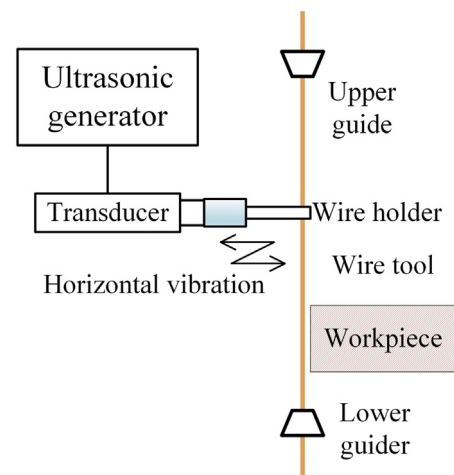 Ultrasonic
generator
Upper
guide
Transducer
Wire holder
Wire tool
Horizontal vibration
Workpiece
Lower
guider